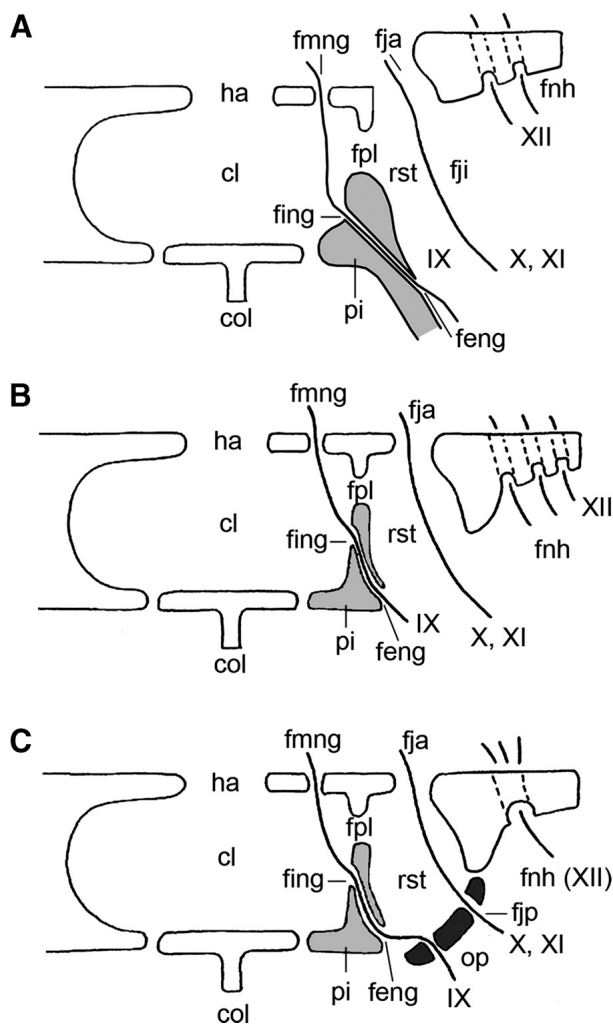 A
fmng
fja
ha
fnh
XII
fpl
cl
rst
fji
fing
IX
X, XI
pi
col
feng
B
fmng
fja
ha
XII
fpl
cl
fing
rst
fnh
IX
X, XI
pi
feng
col
C
fmng
fja
ha
fpl
cl
fing
rst
fnh (XII)
fjp
X, XI
op
pi
feng
IX
col